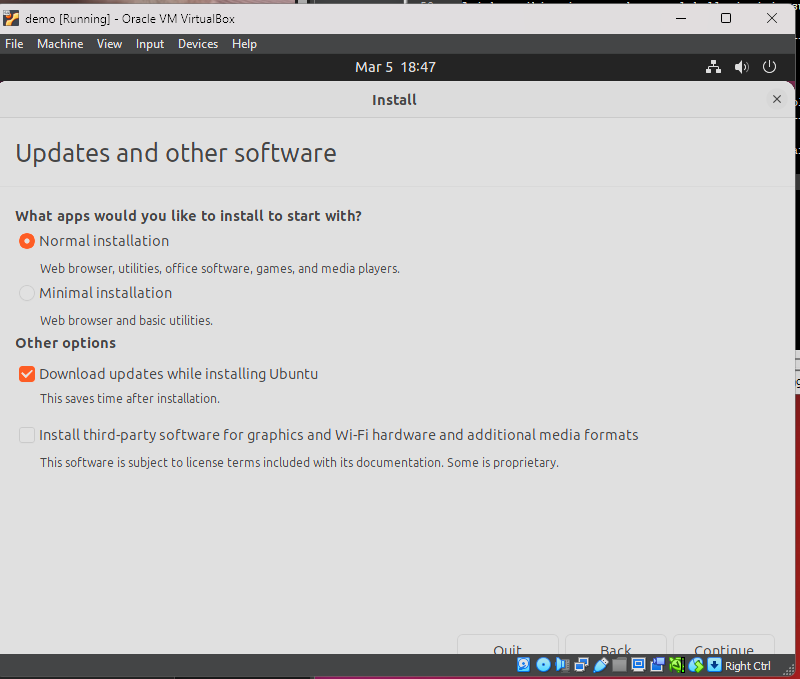 demo [Running] - Oracle VM VirtualBox
File Machine View Input Devices Help
Mar 5 18:47
Install
Updates and other software
What apps would you like to install to start with?
Normal installation
Web browser, utilities, office software, games, and media players.
Minimal installation
Web browser and basic utilities.
Other options
Download updates while installing Ubuntu
This saves time after installation.
Install third-party software for graphics and Wi-Fi hardware and additional media formats
This software is subject to license terms included with its documentation. Some is proprietary.
Quit Back Continue
Right Ctrl